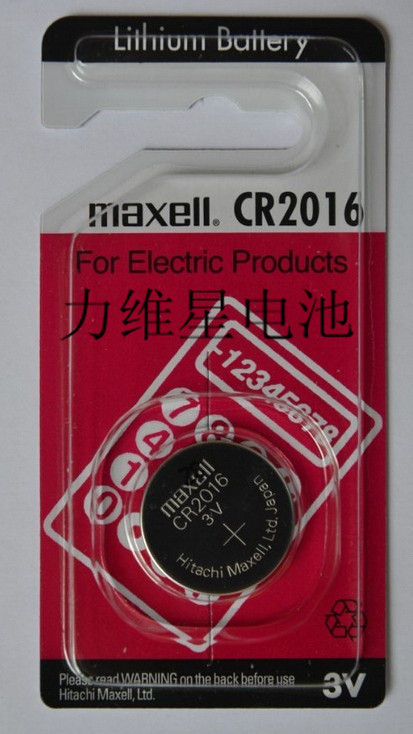 Lithium Battery
maxell® CR2016
For Electric Products
力维星电池
-12345678
maxell
CR2016
3V
+
Hitachi Maxell, Ltd. Japan
Please read WARNING on the back before use
Hitachi Maxell, Ltd.
3V